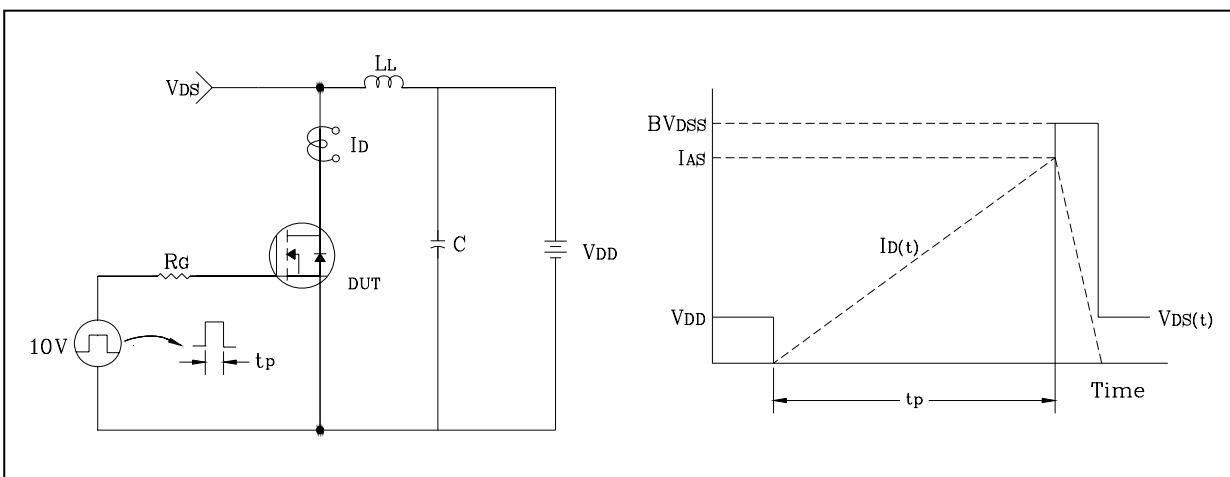 LL
VDS
ID
RG
DUT
C
VDD
10V
tp
BVDSS
IAS
ID(t)
VDD
VDS(t)
tp
Time